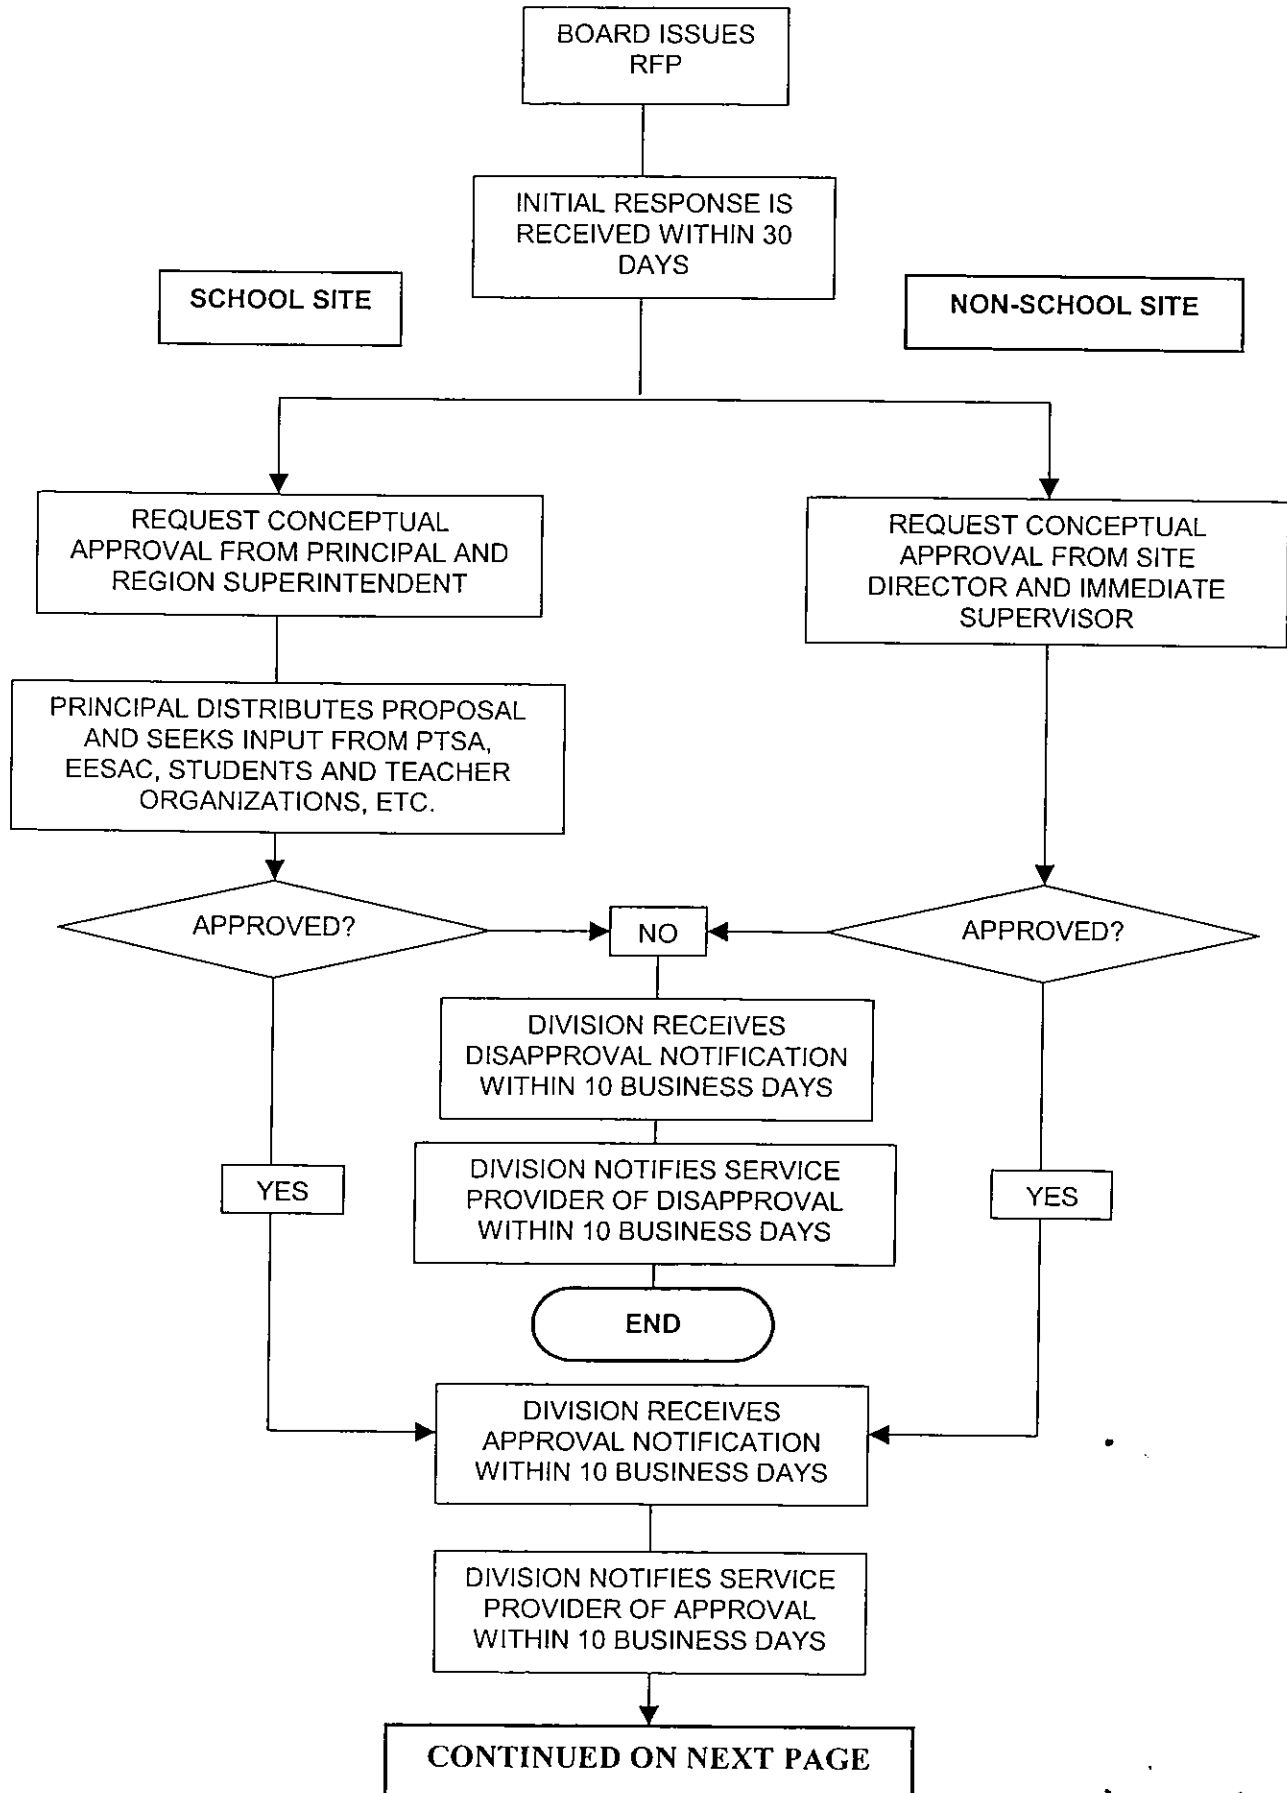 BOARD ISSUES
RFP
INITIAL RESPONSE IS
RECEIVED WITHIN 30
DAYS
SCHOOL SITE
NON-SCHOOL SITE
REQUEST CONCEPTUAL
APPROVAL FROM PRINCIPAL AND
REGION SUPERINTENDENT
REQUEST CONCEPTUAL
APPROVAL FROM SITE
DIRECTOR AND IMMEDIATE
SUPERVISOR
PRINCIPAL DISTRIBUTES PROPOSAL
AND SEEKS INPUT FROM PTSA,
EESAC, STUDENTS AND TEACHER
ORGANIZATIONS, ETC.
APPROVED?
NO
APPROVED?
DIVISION RECEIVES
DISAPPROVAL NOTIFICATION
WITHIN 10 BUSINESS DAYS
YES
DIVISION NOTIFIES SERVICE
PROVIDER OF DISAPPROVAL
WITHIN 10 BUSINESS DAYS
YES
END
DIVISION RECEIVES
APPROVAL NOTIFICATION
WITHIN 10 BUSINESS DAYS
DIVISION NOTIFIES SERVICE
PROVIDER OF APPROVAL
WITHIN 10 BUSINESS DAYS
CONTINUED ON NEXT PAGE